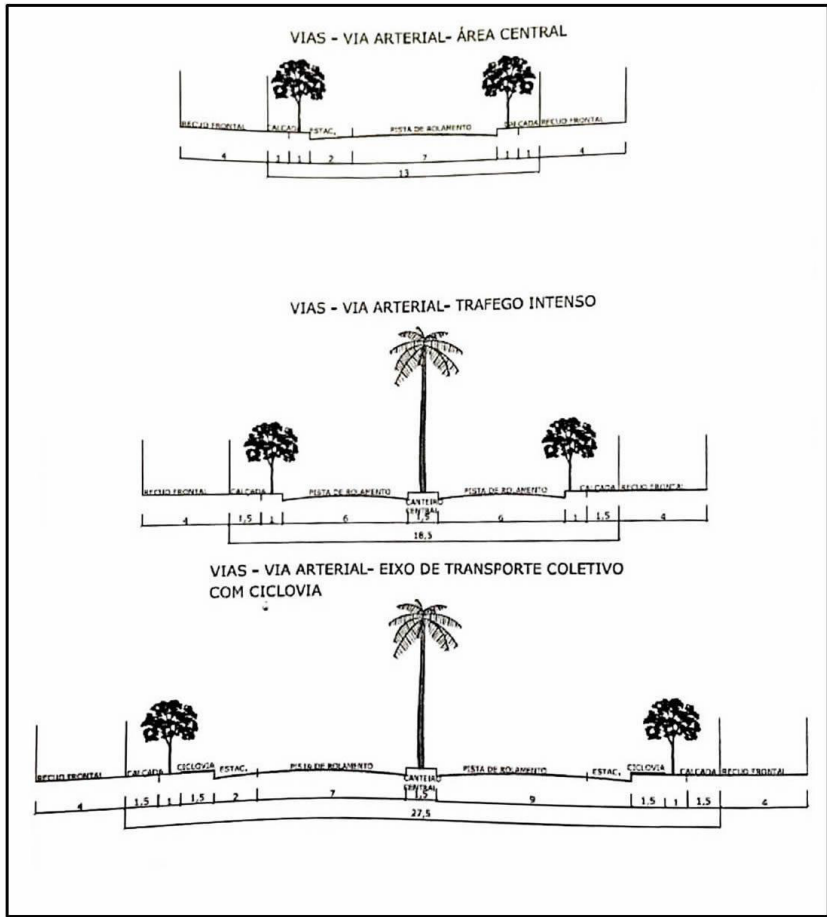 VIAS - VIA ARTERIAL- ÁREA CENTRAL
RECUO FRONTAL CALÇADA ESTAC. PISTA DE ROLAMENTO CALÇADA RECUO FRONTAL
4 1 1 2 7 1 1 4
13
VIAS - VIA ARTERIAL- TRAFEGO INTENSO
RECUO FRONTAL CALÇADA PISTA DE ROLAMENTO PISTA DE ROLAMENTO CALÇADA RECUO FRONTAL
CANTEIRO
CENTRAL
4 1,5 1 6 1,5 6 1 1,5 4
18,5
VIAS - VIA ARTERIAL- EIXO DE TRANSPORTE COLETIVO
COM CICLOVIA
RECUO FRONTAL CALÇADA CICLOVIA ESTAC. PISTA DE ROLAMENTO PISTA DE ROLAMENTO ESTAC. CICLOVIA CALÇADA RECUO FRONTAL
CANTEIRO
CENTRAL
4 1,5 1 1,5 2 7 1,5 9 1,5 1 1,5 4
27,5